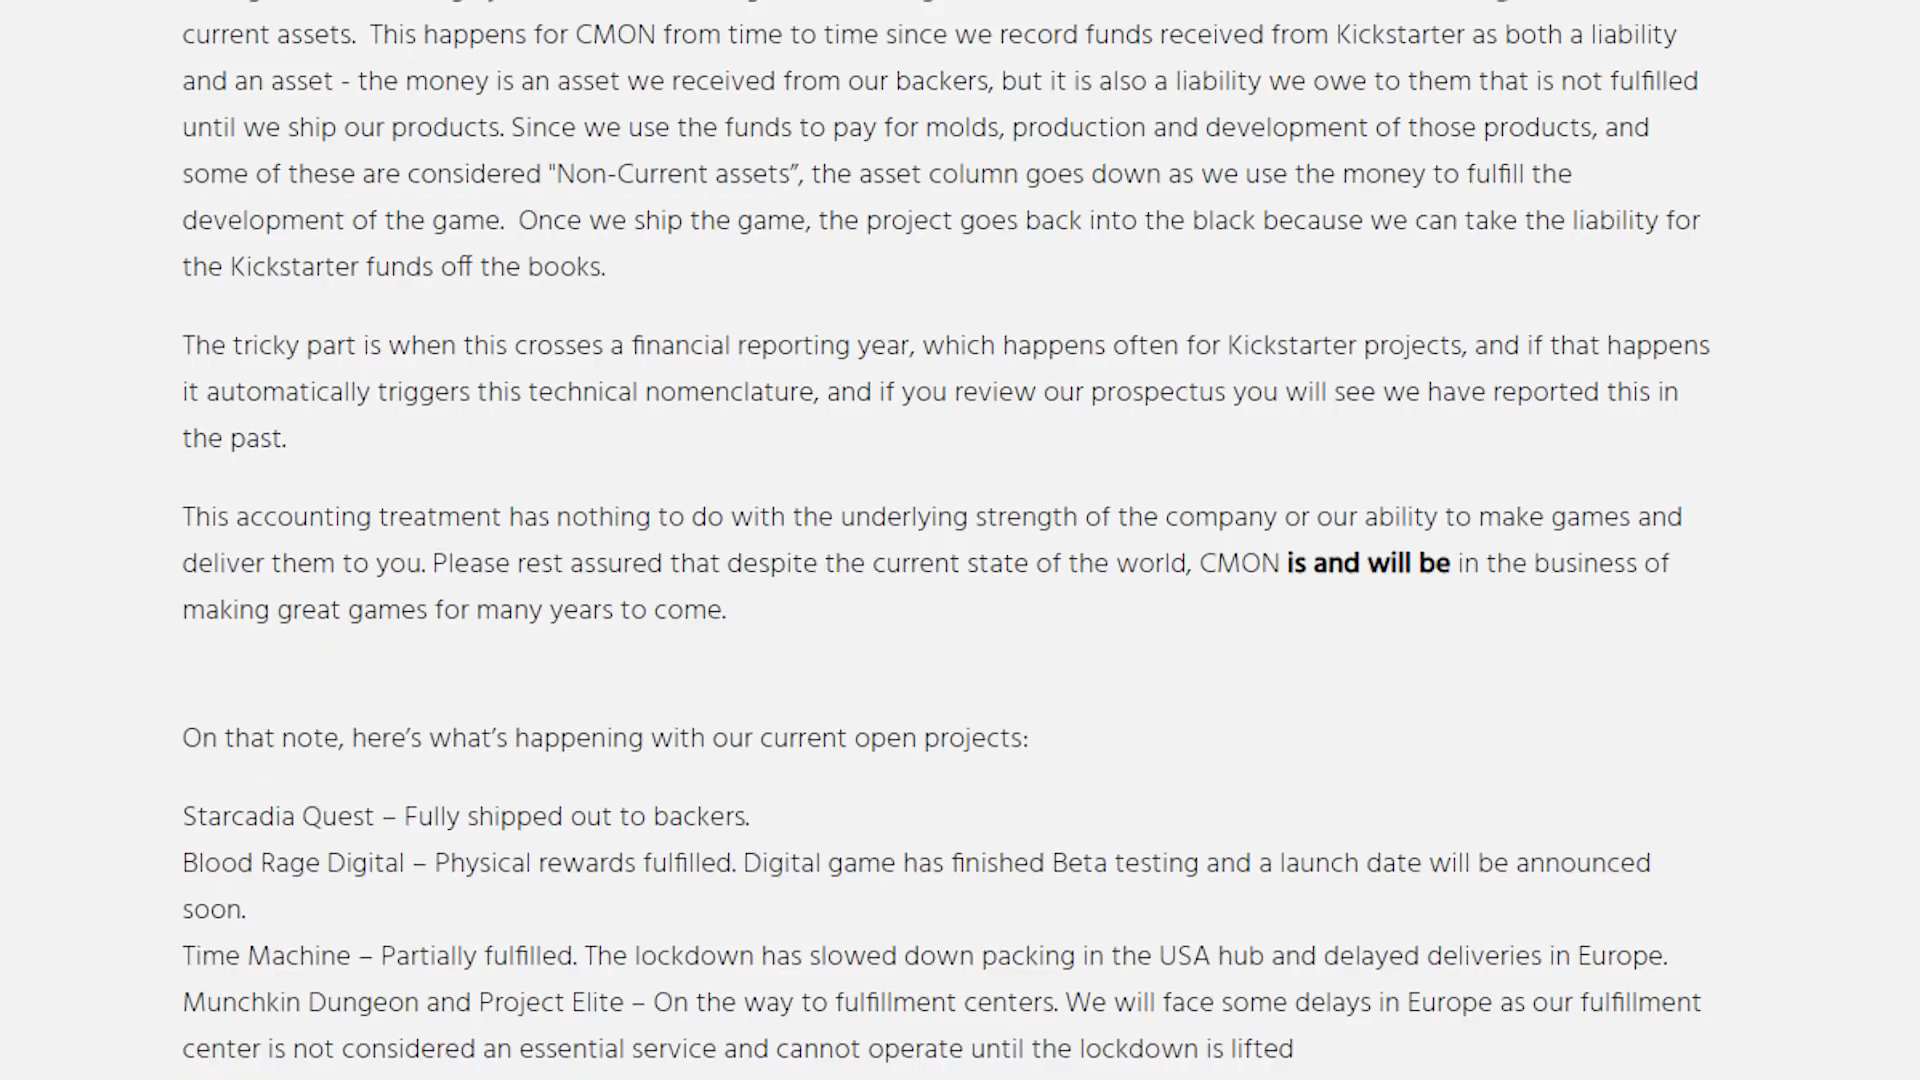 current assets.  This happens for CMON from time to time since we record funds received from Kickstarter as both a liability
and an asset - the money is an asset we received from our backers, but it is also a liability we owe to them that is not fulfilled
until we ship our products. Since we use the funds to pay for molds, production and development of those products, and
some of these are considered "Non-Current assets”, the asset column goes down as we use the money to fulfill the
development of the game.  Once we ship the game, the project goes back into the black because we can take the liability for
the Kickstarter funds off the books.
The tricky part is when this crosses a financial reporting year, which happens often for Kickstarter projects, and if that happens
it automatically triggers this technical nomenclature, and if you review our prospectus you will see we have reported this in
the past.
This accounting treatment has nothing to do with the underlying strength of the company or our ability to make games and
deliver them to you. Please rest assured that despite the current state of the world, CMON is and will be in the business of
making great games for many years to come.
On that note, here’s what’s happening with our current open projects:
Starcadia Quest – Fully shipped out to backers.
Blood Rage Digital – Physical rewards fulfilled. Digital game has finished Beta testing and a launch date will be announced
soon.
Time Machine – Partially fulfilled. The lockdown has slowed down packing in the USA hub and delayed deliveries in Europe.
Munchkin Dungeon and Project Elite – On the way to fulfillment centers. We will face some delays in Europe as our fulfillment
center is not considered an essential service and cannot operate until the lockdown is lifted